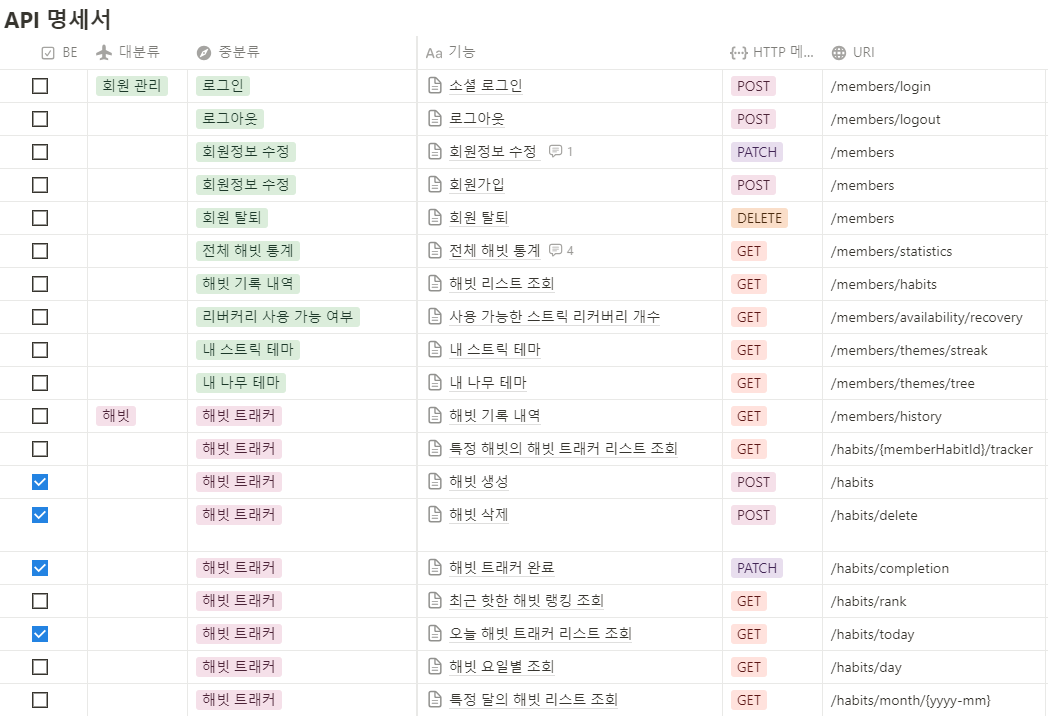 API 명세서
BE 대분류 중분류 Aa 기능 HTTP 메... URI
회원 관리 로그인 소셜 로그인 POST /members/login
로그아웃 로그아웃 POST /members/logout
회원정보 수정 회원정보 수정 1 PATCH /members
회원정보 수정 회원가입 POST /members
회원 탈퇴 회원 탈퇴 DELETE /members
전체 해빗 통계 전체 해빗 통계 4 GET /members/statistics
해빗 기록 내역 해빗 리스트 조회 GET /members/habits
리버커리 사용 가능 여부 사용 가능한 스트릭 리커버리 개수 GET /members/availability/recovery
내 스트릭 테마 내 스트릭 테마 GET /members/themes/streak
내 나무 테마 내 나무 테마 GET /members/themes/tree
해빗 해빗 트래커 해빗 기록 내역 GET /members/history
해빗 트래커 특정 해빗의 해빗 트래커 리스트 조회 GET /habits/{memberHabitId}/tracker
해빗 트래커 해빗 생성 POST /habits
해빗 트래커 해빗 삭제 POST /habits/delete
해빗 트래커 해빗 트래커 완료 PATCH /habits/completion
해빗 트래커 최근 핫한 해빗 랭킹 조회 GET /habits/rank
해빗 트래커 오늘 해빗 트래커 리스트 조회 GET /habits/today
해빗 트래커 해빗 요일별 조회 GET /habits/day
해빗 트래커 특정 달의 해빗 리스트 조회 GET /habits/month/{yyyy-mm}